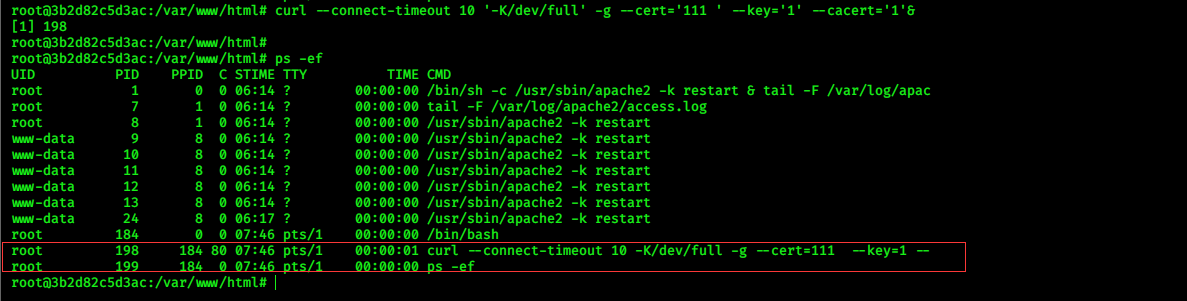 root@3b2d82c5d3ac:/var/www/html# curl --connect-timeout 10 '-K/dev/full' -g --cert='111 ' --key='1' --cacert='1'&
[1] 198
root@3b2d82c5d3ac:/var/www/html#
root@3b2d82c5d3ac:/var/www/html# ps -ef
UID          PID    PPID  C STIME TTY          TIME CMD
root           1       0  0 06:14 ?        00:00:00 /bin/sh -c /usr/sbin/apache2 -k restart & tail -F /var/log/apac
root           7       1  0 06:14 ?        00:00:00 tail -F /var/log/apache2/access.log
root           8       1  0 06:14 ?        00:00:00 /usr/sbin/apache2 -k restart
www-data       9       8  0 06:14 ?        00:00:00 /usr/sbin/apache2 -k restart
www-data      10       8  0 06:14 ?        00:00:00 /usr/sbin/apache2 -k restart
www-data      11       8  0 06:14 ?        00:00:00 /usr/sbin/apache2 -k restart
www-data      12       8  0 06:14 ?        00:00:00 /usr/sbin/apache2 -k restart
www-data      13       8  0 06:14 ?        00:00:00 /usr/sbin/apache2 -k restart
www-data      24       8  0 06:17 ?        00:00:00 /usr/sbin/apache2 -k restart
root         184       0  0 07:46 pts/1    00:00:00 /bin/bash
root         198     184 80 07:46 pts/1    00:00:01 curl --connect-timeout 10 -K/dev/full -g --cert=111  --key=1 --
root         199     184  0 07:46 pts/1    00:00:00 ps -ef
root@3b2d82c5d3ac:/var/www/html#